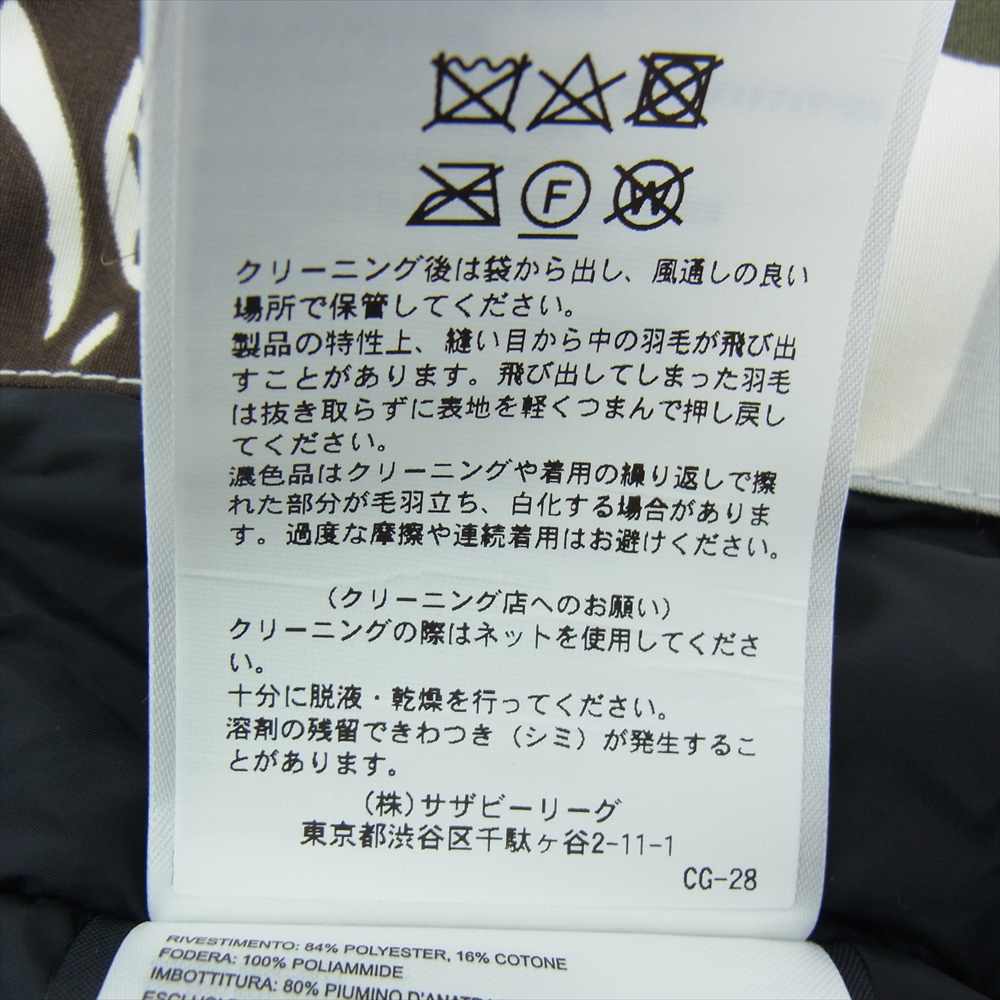 F W
クリーニング後は袋から出し、風通しの良い
場所で保管してください。
製品の特性上、縫い目から中の羽毛が飛び出
すことがあります。飛び出してしまった羽毛
は抜き取らずに表地を軽くつまんで押し戻し
てください。
濃色品はクリーニングや着用の繰り返しで擦
れた部分が毛羽立ち、白化する場合がありま
す。過度な摩擦や連続着用はお避けください。
(クリーニング店へのお願い)
クリーニングの際はネットを使用してくださ
い。
十分に脱液・乾燥を行ってください。
溶剤の残留できわつき(シミ)が発生するこ
とがあります。
(株)サザビーリーグ
東京都渋谷区千駄ヶ谷2-11-1
CG-28
RIVESTIMENTO: 84% POLYESTER, 16% COTONE
FODERA: 100% POLIAMMIDE
IMBOTTITURA: 80% PIUMINO